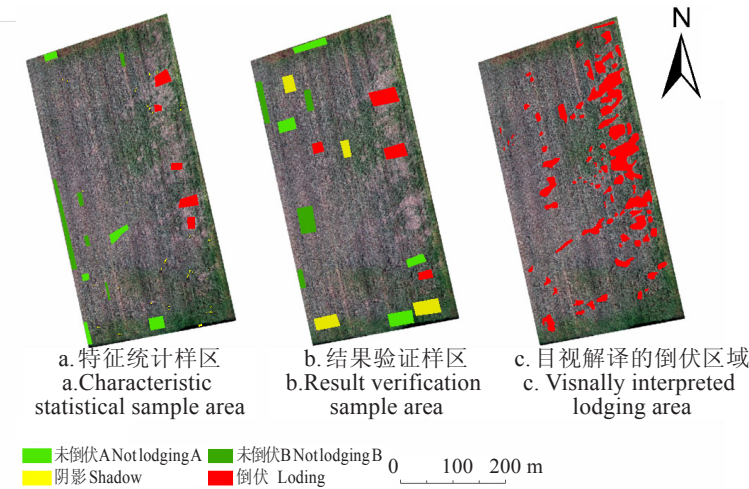 N
a.特征统计样区
a.Characteristic
statistical sample area
b.结果验证样区
b.Result verification
sample area
c.目视解译的倒伏区域
c. Visnally interpreted
lodging area
未倒伏A Not lodging A
未倒伏B Not lodging B
阴影 Shadow
倒伏 Loding
0 100 200 m